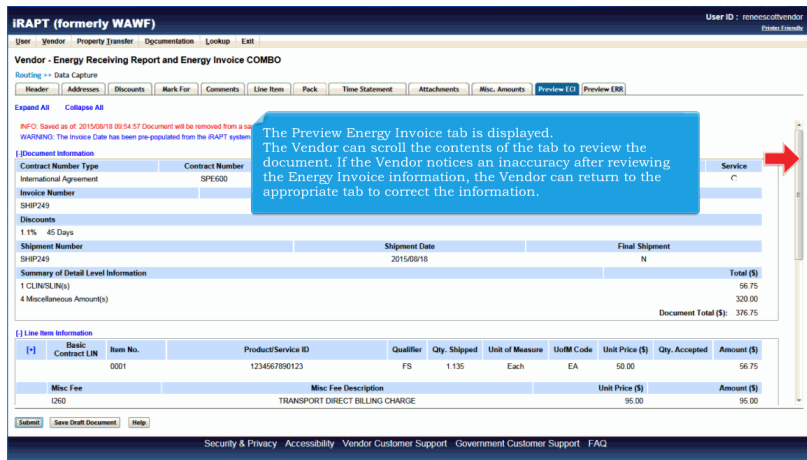 iRAPT (formerly WAWF)
User ID : reneescottvendor
Printer Friendly
User Vendor Property Transfer Documentation Lookup Exit
Vendor - Energy Receiving Report and Energy Invoice COMBO
Routing >> Data Capture
Header Addresses Discounts Mark For Comments Line Item Pack Time Statement Attachments Misc. Amounts Preview ECI Preview ERR
Expand All Collapse All
INFO: Saved as of: 2015/08/18 09:54:57 Document will be removed from a sa
WARNING: The Invoice Date has been pre-populated from the iRAPT system
The Preview Energy Invoice tab is displayed.
The Vendor can scroll the contents of the tab to review the
document. If the Vendor notices an inaccuracy after reviewing
the Energy Invoice information, the Vendor can return to the
appropriate tab to correct the information.
[-]Document Information
Contract Number Type Contract Number Service
International Agreement SPE600
Invoice Number
SHIP249
Discounts
1.1% 45 Days
Shipment Number Shipment Date Final Shipment
SHIP249 2015/08/18 N
Summary of Detail Level Information Total ($)
1 CLIN/SLIN(s) 56.75
4 Miscellaneous Amount(s) 320.00
Document Total ($): 376.75
[-] Line Item Information
[+] Basic Contract LIN Item No. Product/Service ID Qualifier Qty. Shipped Unit of Measure UofM Code Unit Price ($) Qty. Accepted Amount ($)
0001 1234567890123 FS 1.135 Each EA 50.00 56.75
Misc Fee Misc Fee Description Unit Price ($) Amount ($)
I260 TRANSPORT DIRECT BILLING CHARGE 95.00 95.00
Submit Save Draft Document Help
Security & Privacy Accessibility Vendor Customer Support Government Customer Support FAQ